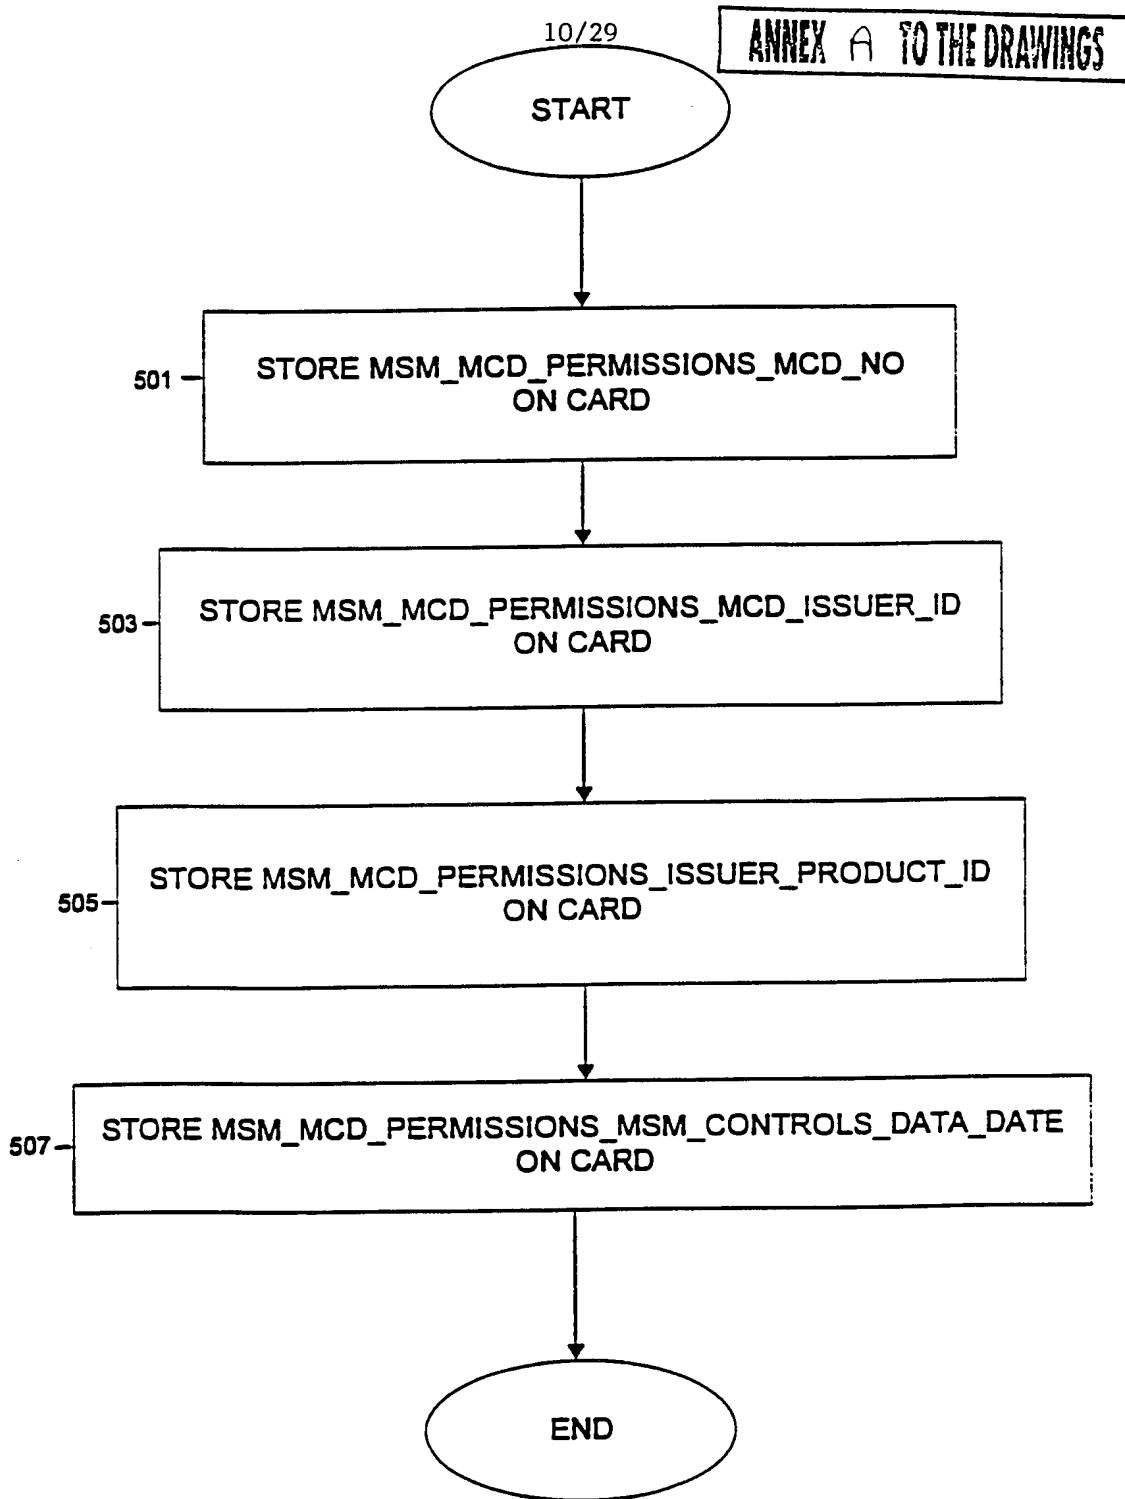 10/29
ANNEX A TO THE DRAWINGS
START
501
STORE MSM_MCD_PERMISSIONS_MCD_NO
ON CARD
503
STORE MSM_MCD_PERMISSIONS_MCD_ISSUER_ID
ON CARD
505
STORE MSM_MCD_PERMISSIONS_ISSUER_PRODUCT_ID
ON CARD
507
STORE MSM_MCD_PERMISSIONS_MSM_CONTROLS_DATA_DATE
ON CARD
END